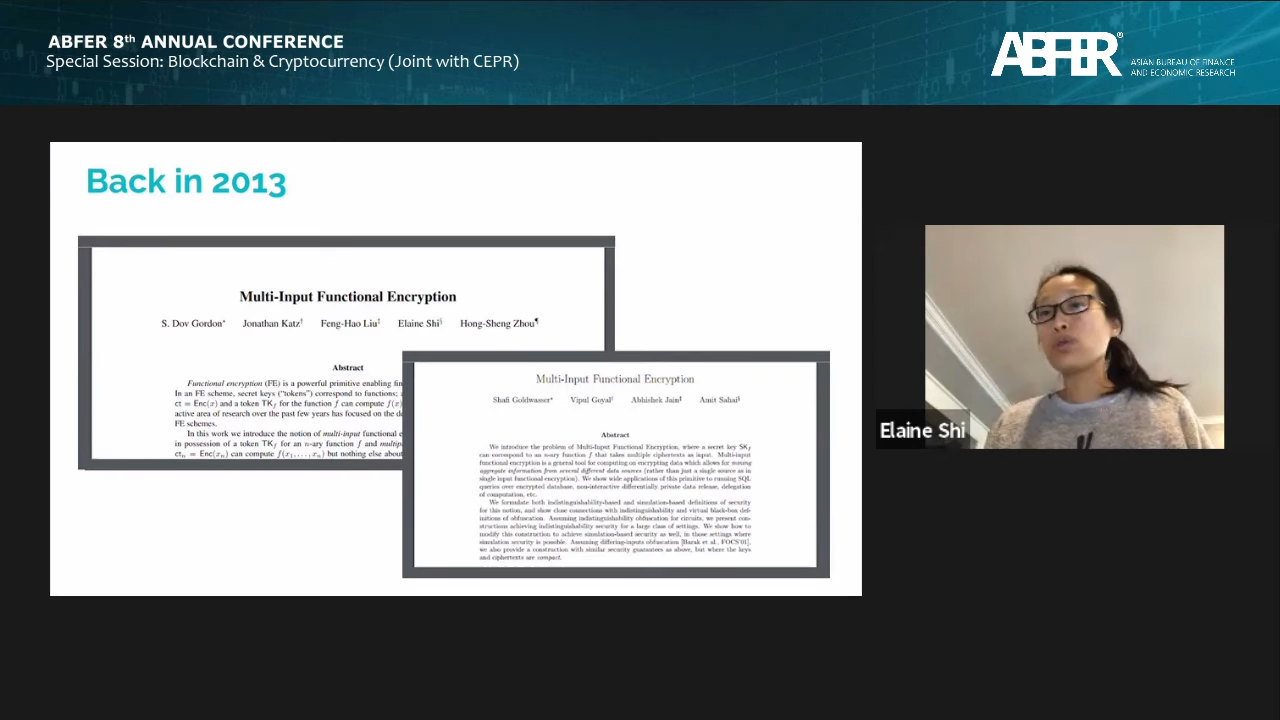 ABFER 8th ANNUAL CONFERENCE
Special Session: Blockchain & Cryptocurrency (Joint with CEPR)
ABFER®
ASIAN BUREAU OF FINANCE
AND ECONOMIC RESEARCH
Back in 2013
Multi-Input Functional Encryption
S. Dov Gordon* Jonathan Katz† Feng-Hao Liu‡ Elaine Shi§ Hong-Sheng Zhou¶
Abstract
Functional encryption (FE) is a powerful primitive enabling fin
In an FE scheme, secret keys ("tokens") correspond to functions; a
ct = Enc(x) and a token TKf for the function f can compute f(x)
active area of research over the past few years has focused on the de
FE schemes.
In this work we introduce the notion of multi-input functional e
in possession of a token TKf for an n-ary function f and multip
ctn = Enc(xn) can compute f(x1, . . . , xn) but nothing else about
Multi-Input Functional Encryption
Shafi Goldwasser* Vipul Goyal† Abhishek Jain‡ Amit Sahai§
Abstract
We introduce the problem of Multi-Input Functional Encryption, where a secret key SKf
can correspond to an n-ary function f that takes multiple ciphertexts as input. Multi-input
functional encryption is a general tool for computing on encrypting data which allows for mining
aggregate information from several different data sources (rather than just a single source as in
single input functional encryption). We show wide applications of this primitive to running SQL
queries over encrypted database, non-interactive differentially private data release, delegation
of computation, etc.
We formulate both indistinguishability-based and simulation-based definitions of security
for this notion, and show close connections with indistinguishability and virtual black-box def-
initions of obfuscation. Assuming indistinguishability obfuscation for circuits, we present con-
structions achieving indistinguishability security for a large class of settings. We show how to
modify this construction to achieve simulation-based security as well, in those settings where
simulation security is possible. Assuming differing-inputs obfuscation [Barak et al., FOCS'01],
we also provide a construction with similar security guarantees as above, but where the keys
and ciphertexts are compact.
Elaine Shi